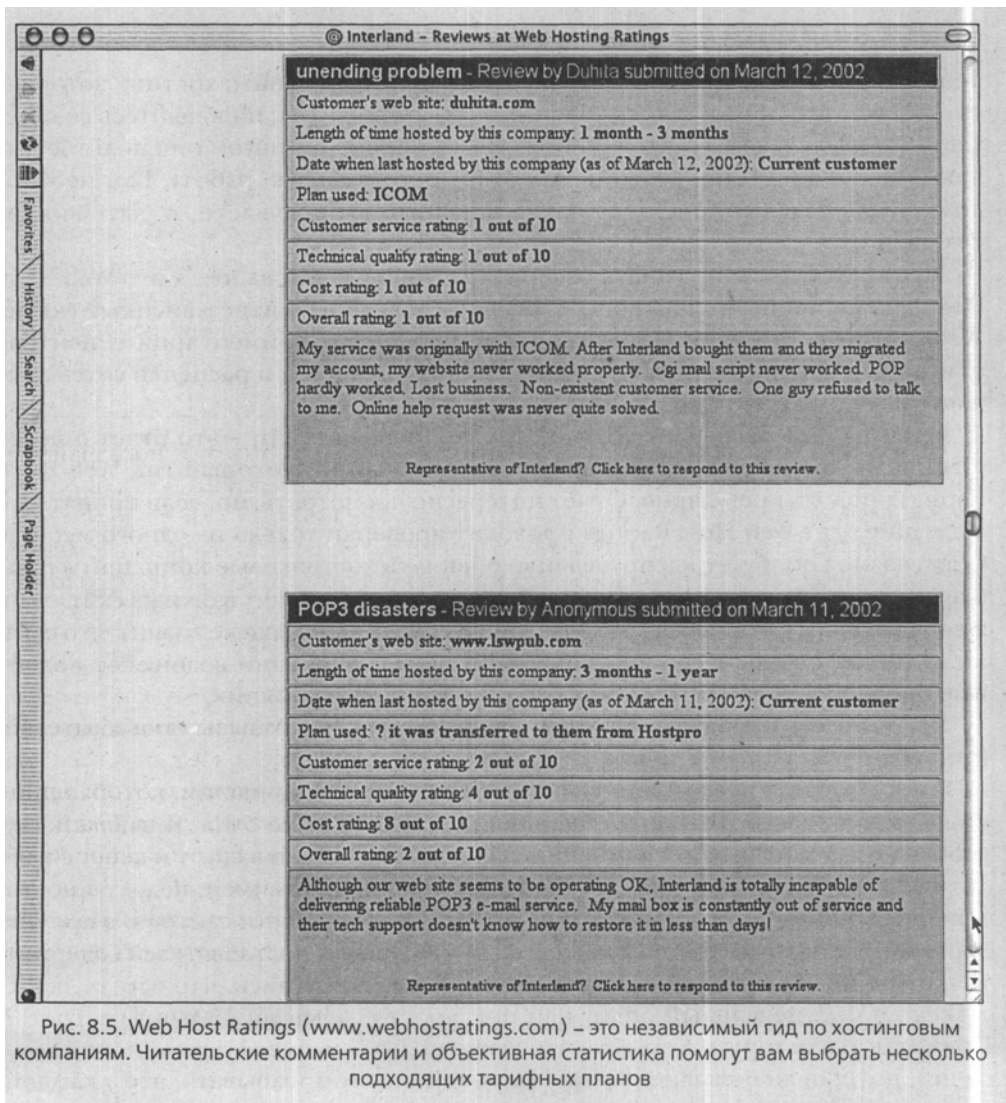 Interland – Reviews at Web Hosting Ratings
Favorites
History
Search
Scrapbook
Page Holder
unending problem - Review by Duhita submitted on March 12, 2002
Customer's web site: duhita.com
Length of time hosted by this company: 1 month - 3 months
Date when last hosted by this company (as of March 12, 2002): Current customer
Plan used: ICOM
Customer service rating: 1 out of 10
Technical quality rating: 1 out of 10
Cost rating: 1 out of 10
Overall rating: 1 out of 10
My service was originally with ICOM. After Interland bought them and they migrated
my account, my website never worked properly. Cgi mail script never worked. POP
hardly worked. Lost business. Non-existent customer service. One guy refused to talk
to me. Online help request was never quite solved.
Representative of Interland? Click here to respond to this review.
POP3 disasters - Review by Anonymous submitted on March 11, 2002
Customer's web site: www.lswpub.com
Length of time hosted by this company: 3 months - 1 year
Date when last hosted by this company (as of March 11, 2002): Current customer
Plan used: ? it was transferred to them from Hostpro
Customer service rating: 2 out of 10
Technical quality rating: 4 out of 10
Cost rating: 8 out of 10
Overall rating: 2 out of 10
Although our web site seems to be operating OK, Interland is totally incapable of
delivering reliable POP3 e-mail service. My mail box is constantly out of service and
their tech support doesn't know how to restore it in less than days!
Representative of Interland? Click here to respond to this review.
Рис. 8.5. Web Host Ratings (www.webhostratings.com) – это независимый гид по хостинговым
компаниям. Читательские комментарии и объективная статистика помогут вам выбрать несколько
подходящих тарифных планов